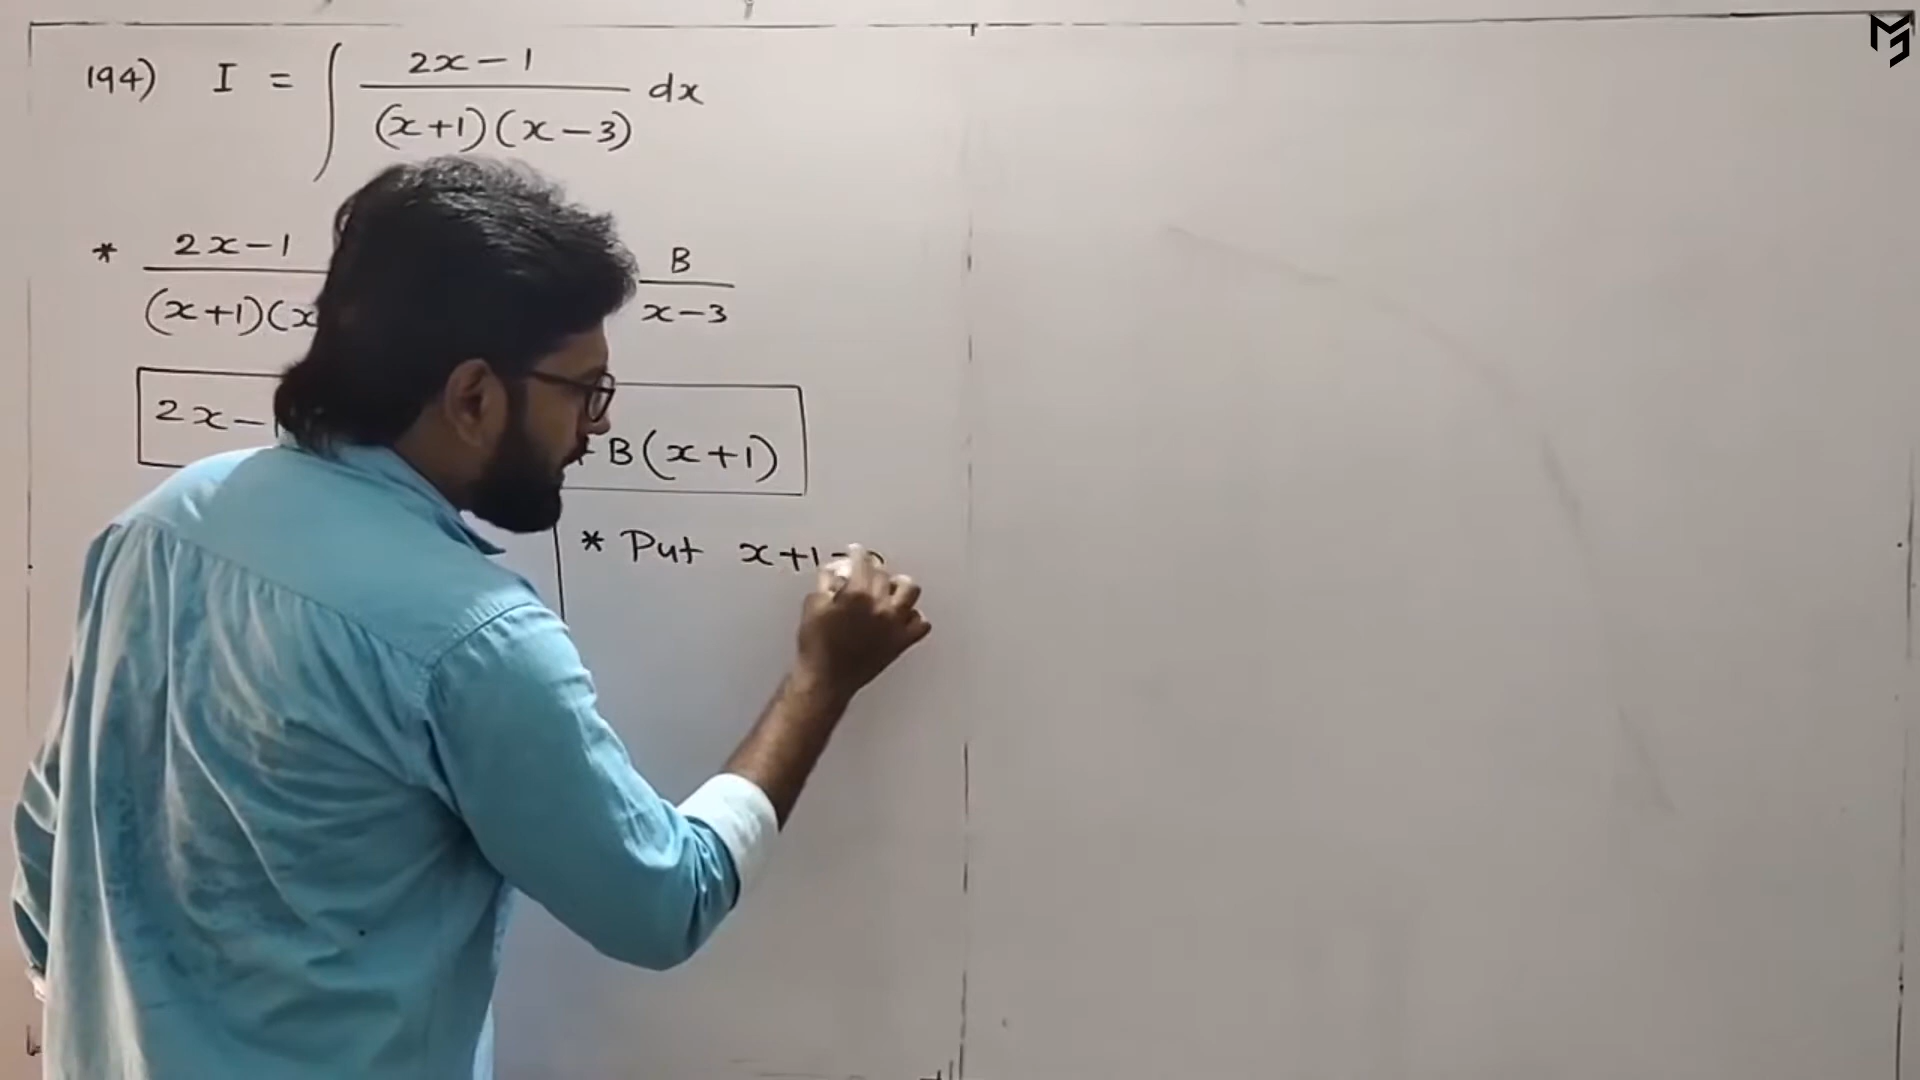 194) I = ∫ (2x-1)/((x+1)(x-3)) dx
* 2x-1 B
(x+1)(x x-3
2x- B(x+1)
* Put x+1